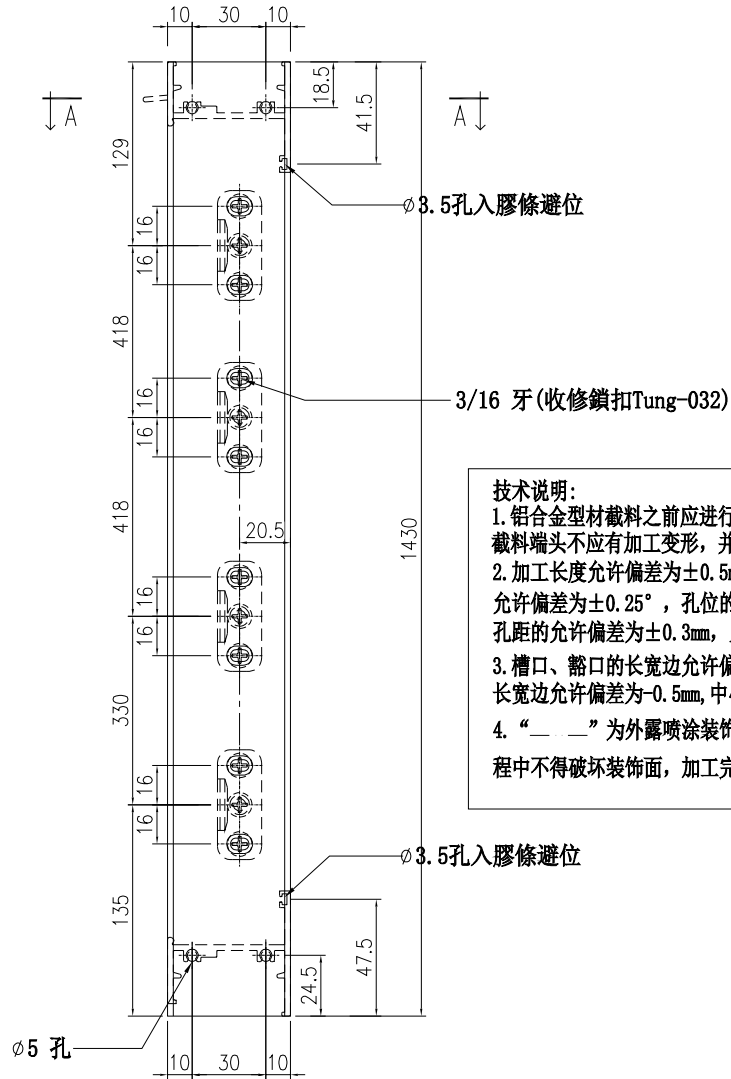 10 30 10
18.5
41.5
A A
129
ø3.5孔入膠條避位
16
16
418
16
3/16 牙(收修鎖扣Tung-032)
16
418
20.5
1430
技术说明:
1.铝合金型材截料之前应进行
截料端头不应有加工变形，并
2.加工长度允许偏差为±0.5m
允许偏差为±0.25°，孔位的
孔距的允许偏差为±0.3mm，
3.槽口、豁口的长宽边允许偏
长宽边允许偏差为-0.5mm,中
4.“__ __”为外露喷涂装饰
程中不得破坏装饰面，加工完
16
16
330
16
16
ø3.5孔入膠條避位
135
47.5
24.5
ø5 孔
10 30 10